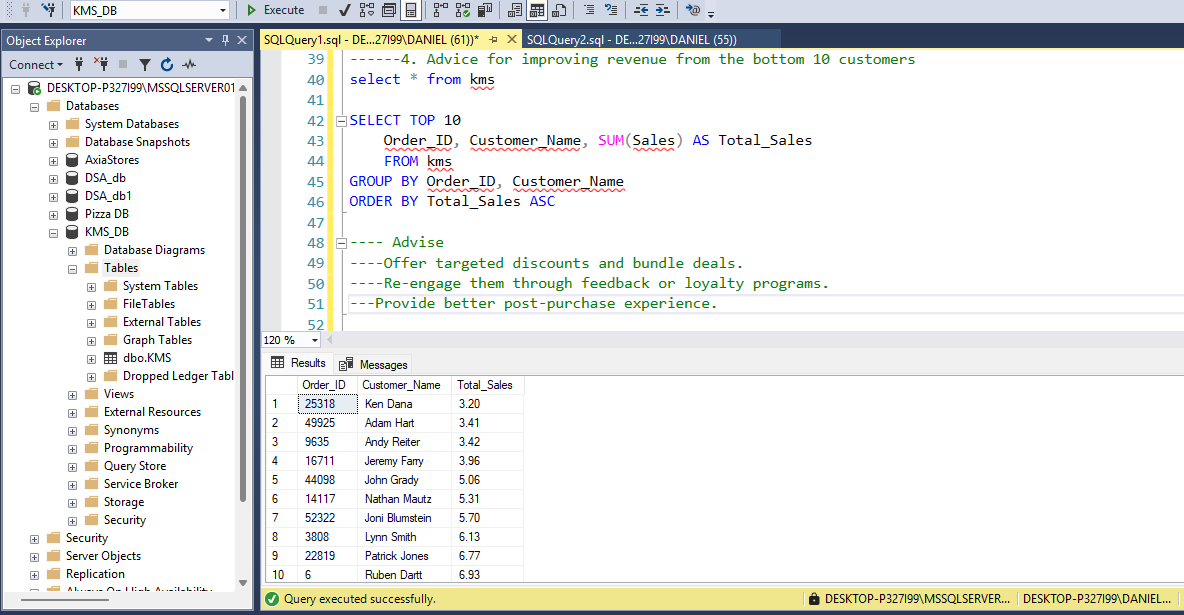 KMS_DB
Execute
Object Explorer
Connect
DESKTOP-P327I99\MSSQLSERVER01
Databases
System Databases
Database Snapshots
AxiaStores
DSA_db
DSA_db1
Pizza DB
KMS_DB
Database Diagrams
Tables
System Tables
FileTables
External Tables
Graph Tables
dbo.KMS
Dropped Ledger Tabl
Views
External Resources
Synonyms
Programmability
Query Store
Service Broker
Storage
Security
Security
Server Objects
Replication
Always On High Availability
SQLQuery1.sql - DE...27I99\DANIEL (61))*
SQLQuery2.sql - DE...27I99\DANIEL (55))
39 ------4. Advice for improving revenue from the bottom 10 customers
40 select * from kms
41
42 SELECT TOP 10
43 Order_ID, Customer_Name, SUM(Sales) AS Total_Sales
44 FROM kms
45 GROUP BY Order_ID, Customer_Name
46 ORDER BY Total_Sales ASC
47
48 ---- Advise
49 ----Offer targeted discounts and bundle deals.
50 ----Re-engage them through feedback or loyalty programs.
51 ---Provide better post-purchase experience.
52
120 %
Results Messages
Order_ID Customer_Name Total_Sales
1 25318 Ken Dana 3.20
2 49925 Adam Hart 3.41
3 9635 Andy Reiter 3.42
4 16711 Jeremy Farry 3.96
5 44098 John Grady 5.06
6 14117 Nathan Mautz 5.31
7 52322 Joni Blumstein 5.70
8 3808 Lynn Smith 6.13
9 22819 Patrick Jones 6.77
10 6 Ruben Dartt 6.93
Query executed successfully.
DESKTOP-P327I99\MSSQLSERVER...
DESKTOP-P327I99\DANIEL...